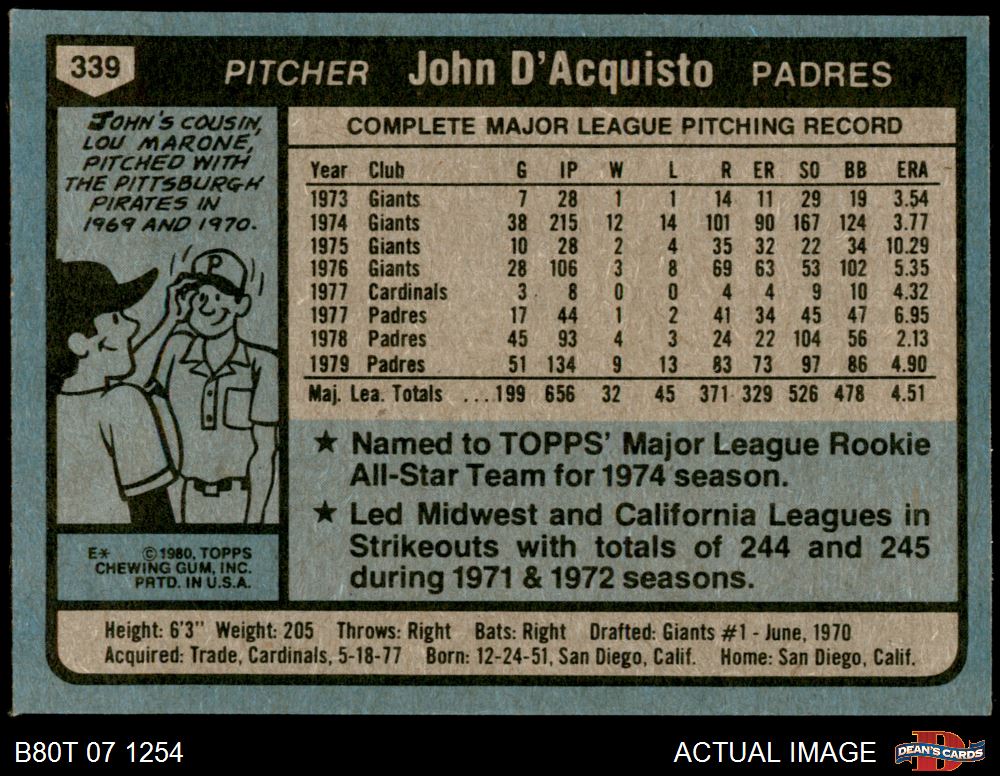 339
PITCHER John D'Acquisto PADRES
JOHN'S COUSIN,
LOU MARONE,
PITCHED WITH
THE PITTSBURGH
PIRATES IN
1969 AND 1970.
P
E* ©1980, TOPPS
CHEWING GUM, INC.
PRTD. IN U.S.A.
COMPLETE MAJOR LEAGUE PITCHING RECORD
Year Club G IP W L R ER SO BB ERA
1973 Giants 7 28 1 1 14 11 29 19 3.54
1974 Giants 38 215 12 14 101 90 167 124 3.77
1975 Giants 10 28 2 4 35 32 22 34 10.29
1976 Giants 28 106 3 8 69 63 53 102 5.35
1977 Cardinals 3 8 0 0 4 4 9 10 4.32
1977 Padres 17 44 1 2 41 34 45 47 6.95
1978 Padres 45 93 4 3 24 22 104 56 2.13
1979 Padres 51 134 9 13 83 73 97 86 4.90
Maj. Lea. Totals ...199 656 32 45 371 329 526 478 4.51
★ Named to TOPPS' Major League Rookie
All-Star Team for 1974 season.
★ Led Midwest and California Leagues in
Strikeouts with totals of 244 and 245
during 1971 & 1972 seasons.
Height: 6'3" Weight: 205 Throws: Right Bats: Right Drafted: Giants #1 - June, 1970
Acquired: Trade, Cardinals, 5-18-77 Born: 12-24-51, San Diego, Calif. Home: San Diego, Calif.
B80T 07 1254
ACTUAL IMAGE
D
DEAN'S CARDS